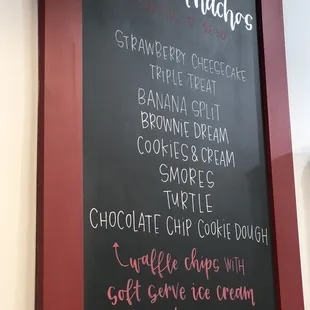 Nachos
STRAWBERRY CHEESECAKE
TRIPLE TREAT
BANANA SPLIT
BROWNIE DREAM
COOKIES & CREAM
SMORES
TURTLE
CHOCOLATE CHIP COOKIE DOUGH
waffle chips WITH
soft serve ice cream